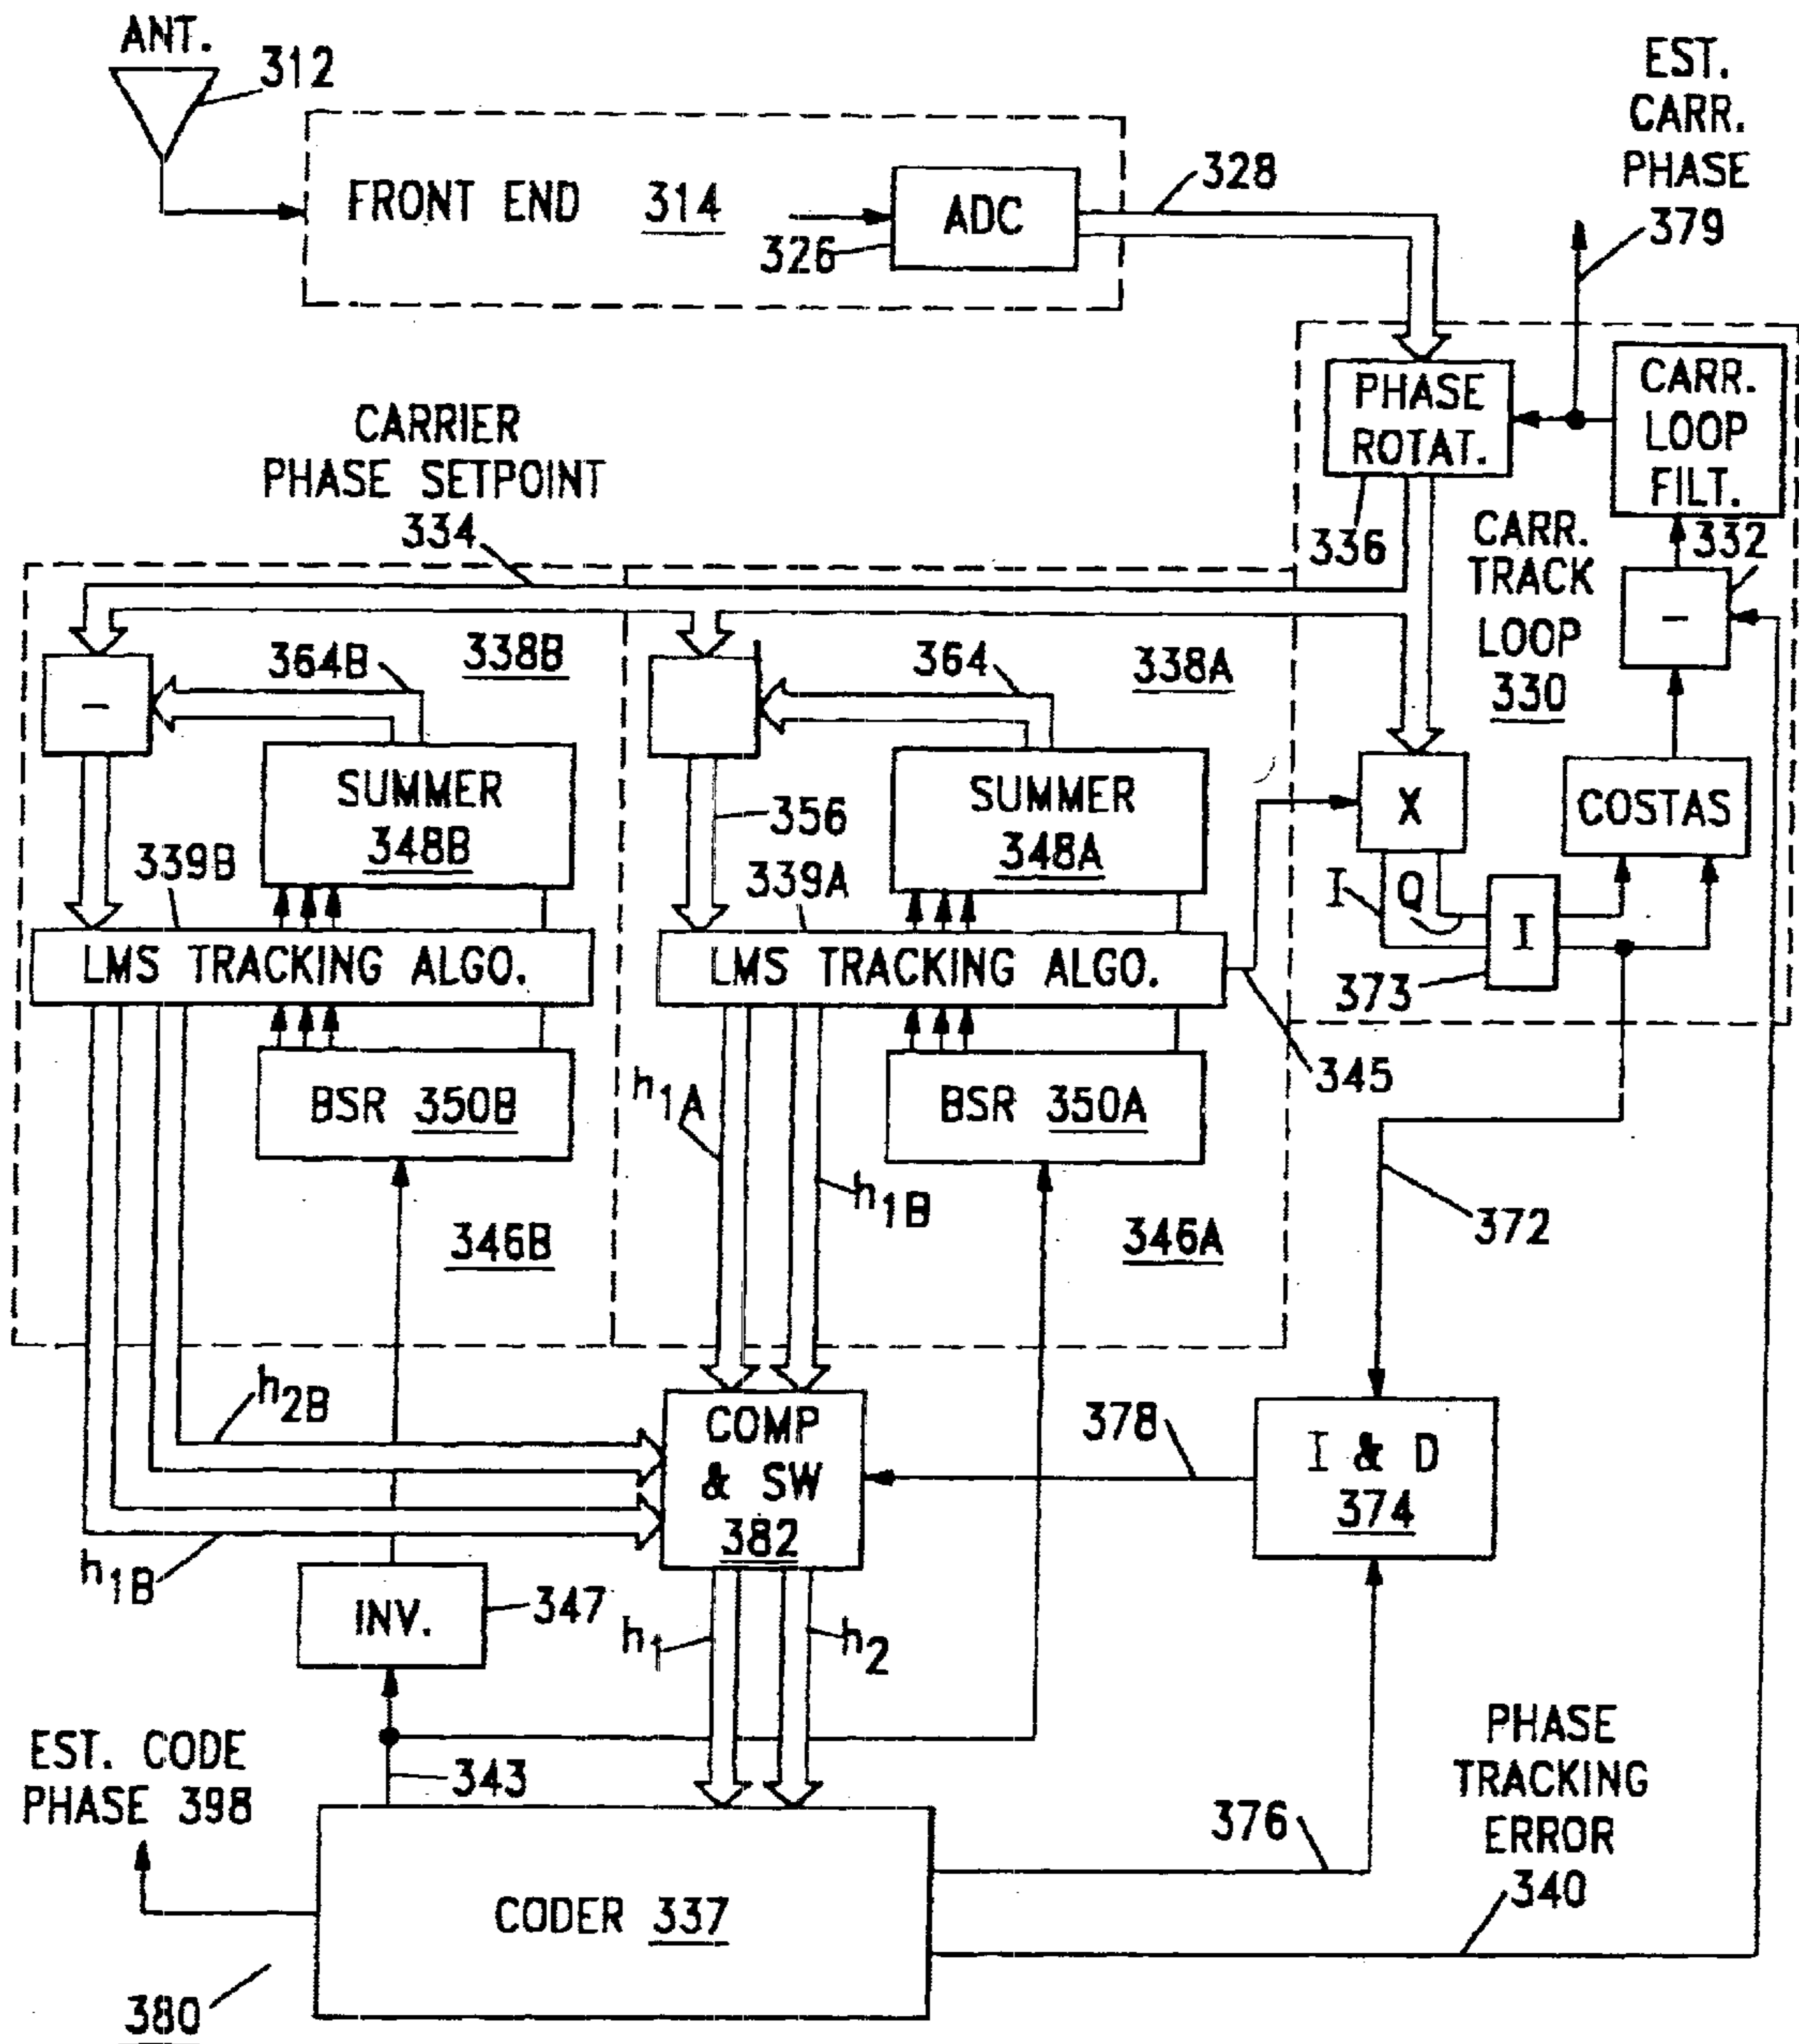 ANT.
312
EST.
CARR.
PHASE
379
FRONT END 314
326
ADC
328
PHASE
ROTAT.
CARR.
LOOP
FILT.
CARRIER
PHASE SETPOINT
334
336
CARR.
TRACK
LOOP
330
332
-
364B
338B
364
338A
-
SUMMER
348B
356
SUMMER
348A
X
COSTAS
339B
339A
I
Q
I
373
LMS TRACKING ALGO.
LMS TRACKING ALGO.
345
BSR 350B
h1A
BSR 350A
h1B
372
346B
346A
h2B
COMP
& SW
382
378
I & D
374
h1B
INV.
347
h1
h2
EST. CODE
PHASE 398
343
PHASE
TRACKING
ERROR
340
376
CODER 337
380